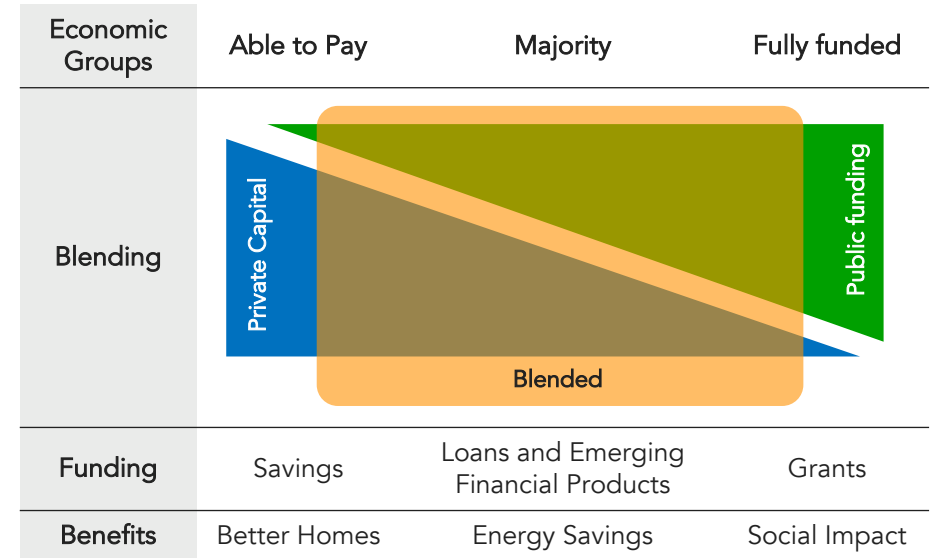 Economic
Groups
Able to Pay
Majority
Fully funded
Blending
Private Capital
Public funding
Blended
Funding
Savings
Loans and Emerging
Financial Products
Grants
Benefits
Better Homes
Energy Savings
Social Impact